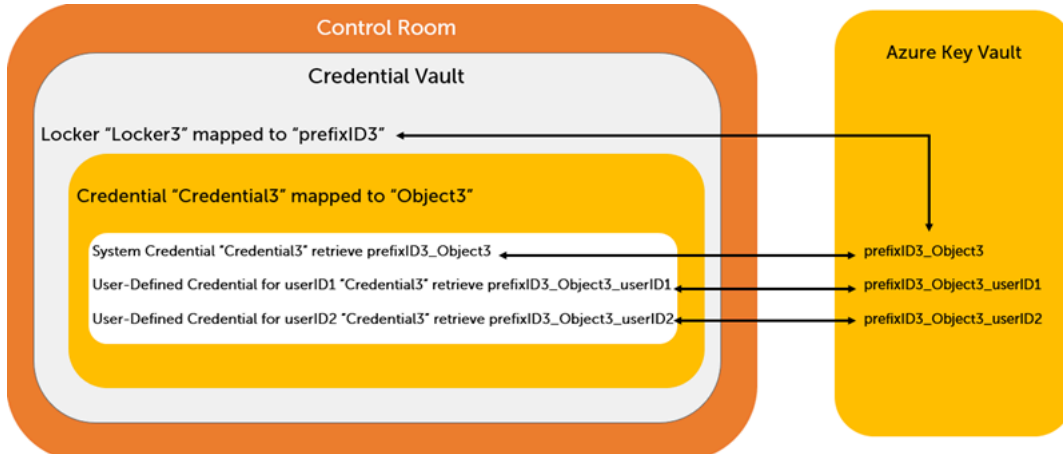 Control Room
Credential Vault
Locker “Locker3” mapped to “prefixID3”
Credential “Credential3” mapped to “Object3”
System Credential “Credential3” retrieve prefixID3_Object3
User-Defined Credential for userID1 “Credential3” retrieve prefixID3_Object3_userID1
User-Defined Credential for userID2 “Credential3” retrieve prefixID3_Object3_userID2
Azure Key Vault
prefixID3_Object3
prefixID3_Object3_userID1
prefixID3_Object3_userID2